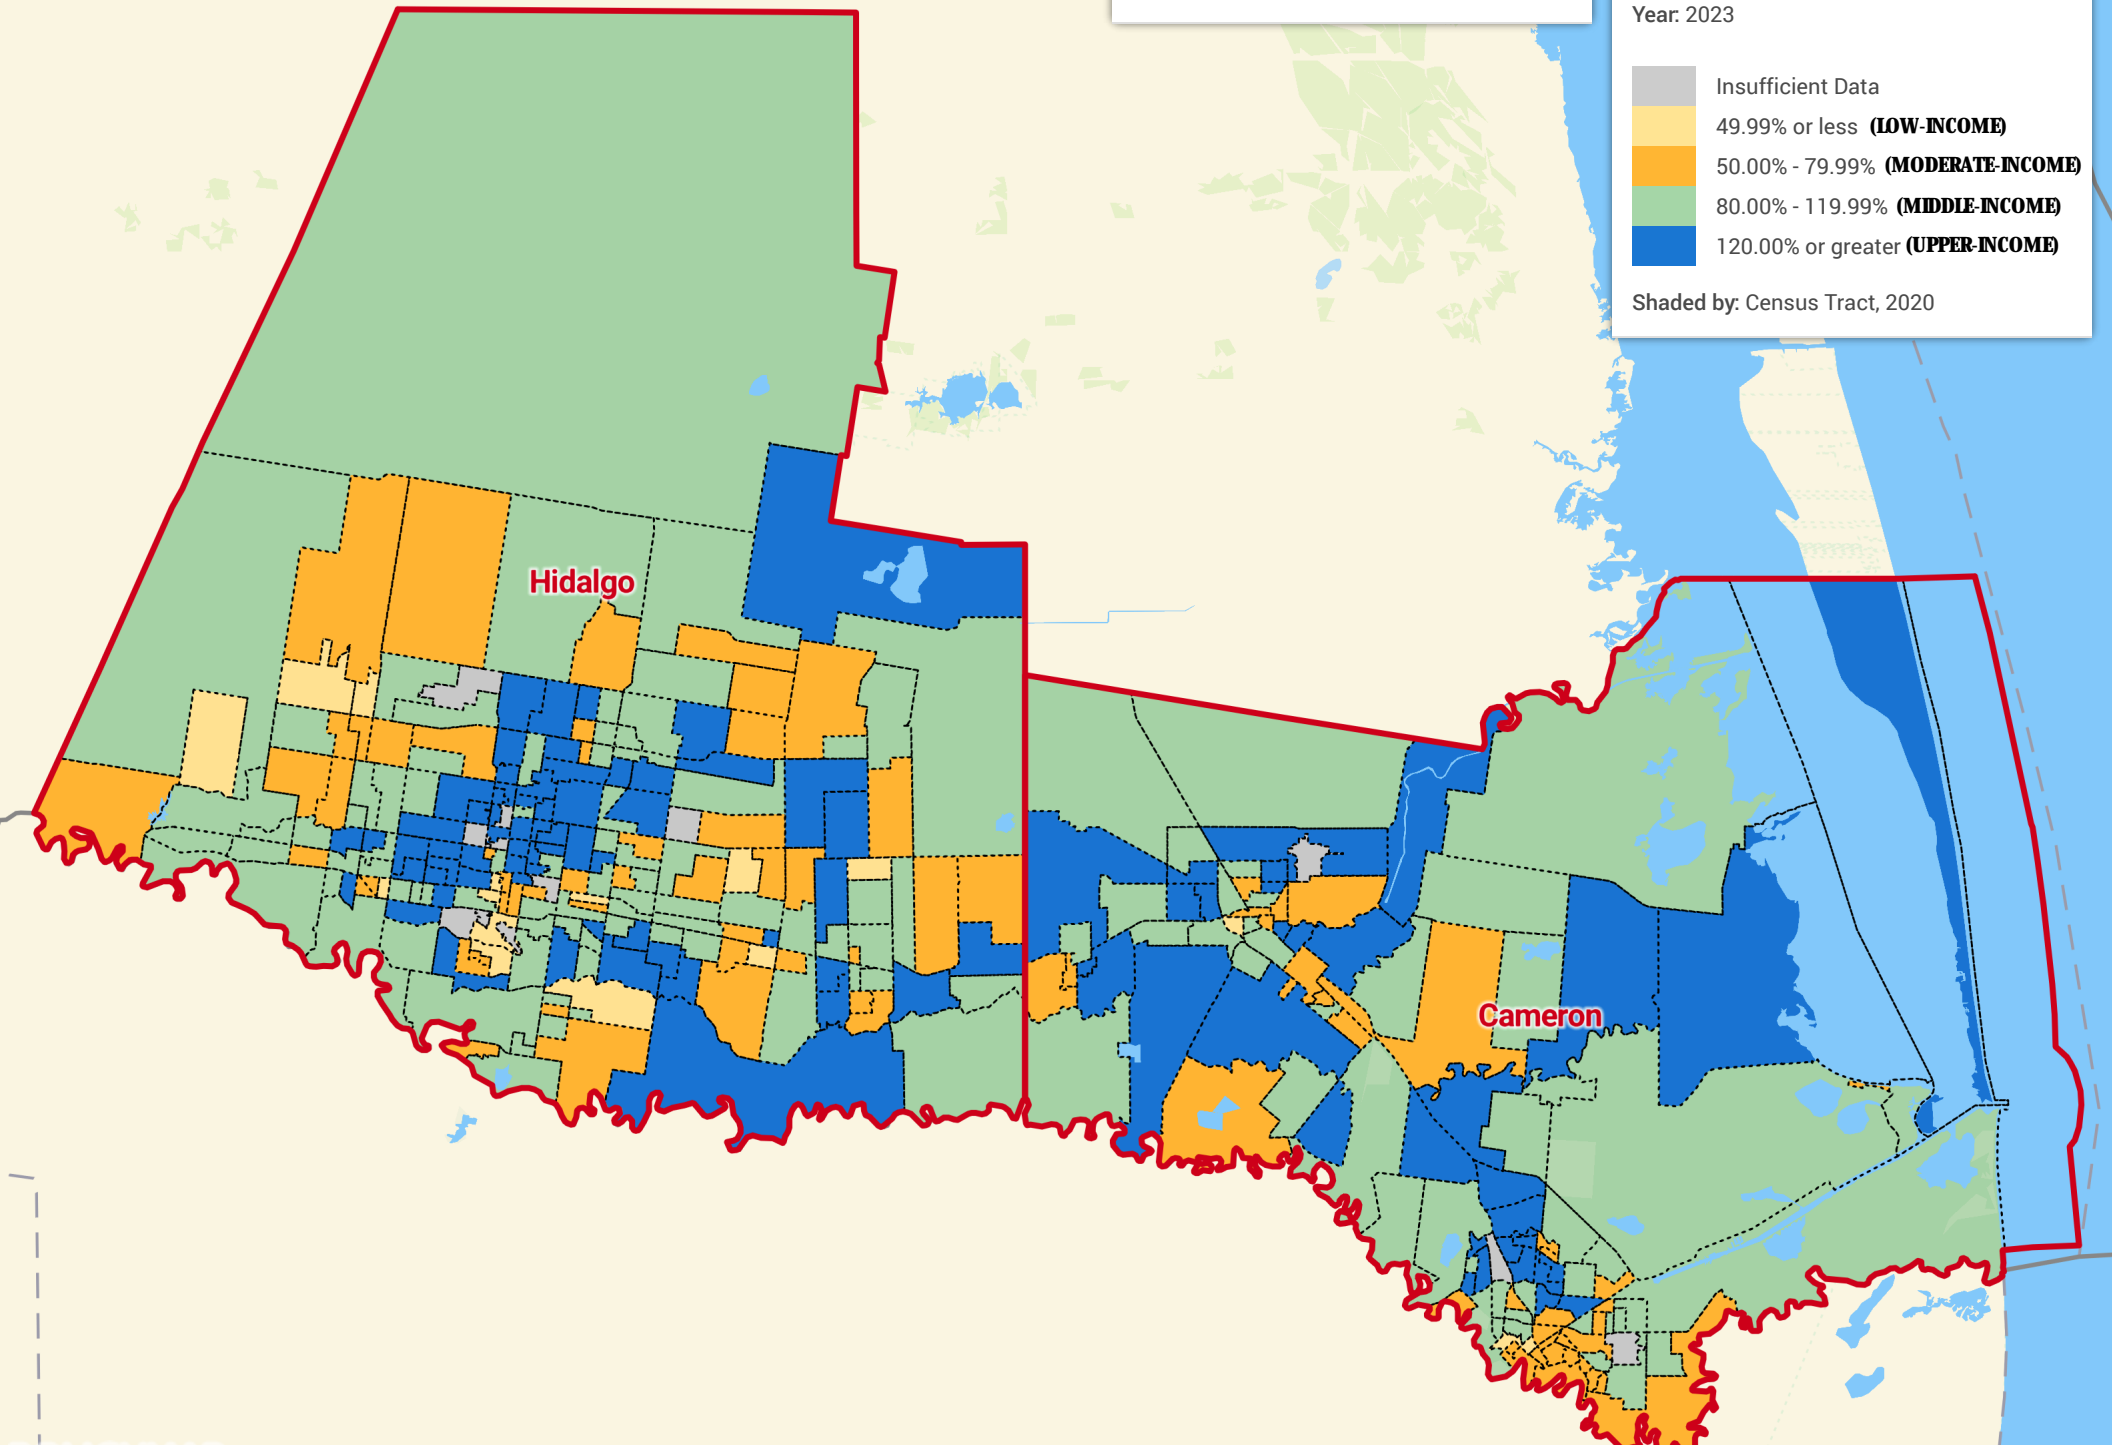 Year: 2023
Insufficient Data
49.99% or less (LOW-INCOME)
50.00% - 79.99% (MODERATE-INCOME)
80.00% - 119.99% (MIDDLE-INCOME)
120.00% or greater (UPPER-INCOME)
Shaded by: Census Tract, 2020
Hidalgo
Cameron